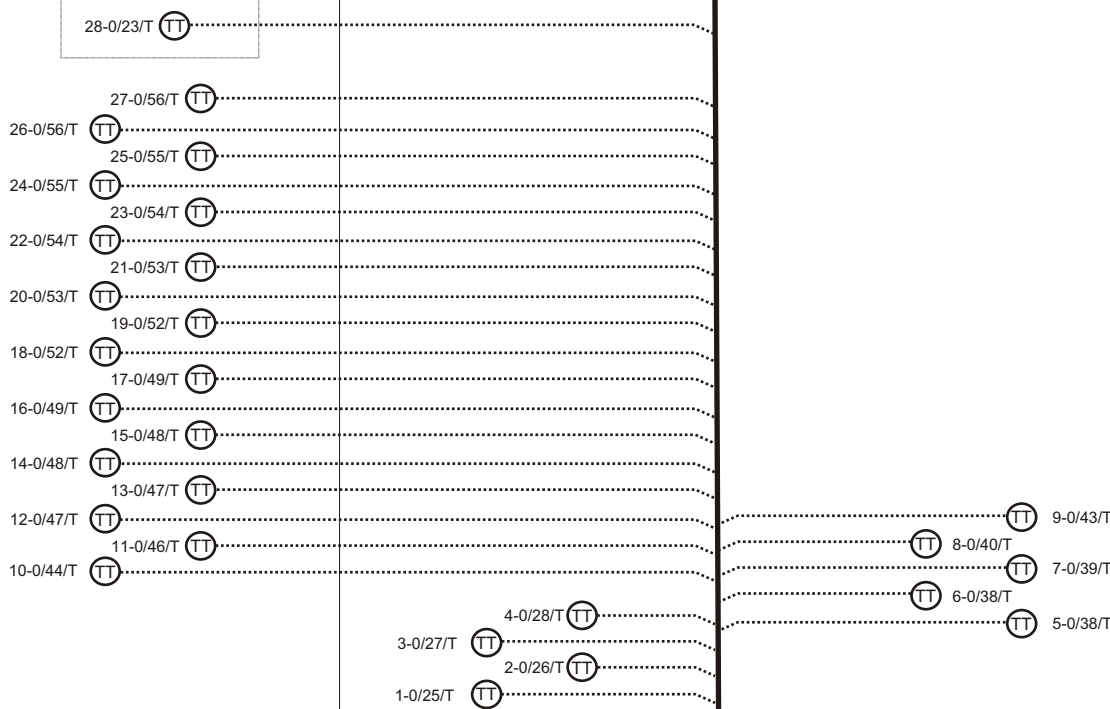 28-0/23/T TT
27-0/56/T TT
26-0/56/T TT
25-0/55/T TT
24-0/55/T TT
23-0/54/T TT
22-0/54/T TT
21-0/53/T TT
20-0/53/T TT
19-0/52/T TT
18-0/52/T TT
17-0/49/T TT
16-0/49/T TT
15-0/48/T TT
14-0/48/T TT
13-0/47/T TT
12-0/47/T TT
11-0/46/T TT
10-0/44/T TT
4-0/28/T TT
3-0/27/T TT
2-0/26/T TT
1-0/25/T TT
TT 9-0/43/T
TT 8-0/40/T
TT 7-0/39/T
TT 6-0/38/T
TT 5-0/38/T